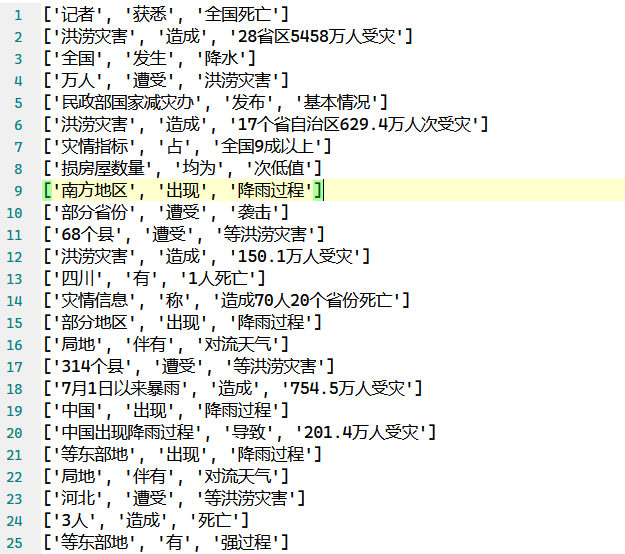 1 ['记者', '获悉', '全国死亡']
2 ['洪涝灾害', '造成', '28省区5458万人受灾']
3 ['全国', '发生', '降水']
4 ['万人', '遭受', '洪涝灾害']
5 ['民政部国家减灾办', '发布', '基本情况']
6 ['洪涝灾害', '造成', '17个省自治区629.4万人次受灾']
7 ['灾情指标', '占', '全国9成以上']
8 ['损房屋数量', '均为', '次低值']
9 ['南方地区', '出现', '降雨过程']
10 ['部分省份', '遭受', '袭击']
11 ['68个县', '遭受', '等洪涝灾害']
12 ['洪涝灾害', '造成', '150.1万人受灾']
13 ['四川', '有', '1人死亡']
14 ['灾情信息', '称', '造成70人20个省份死亡']
15 ['部分地区', '出现', '降雨过程']
16 ['局地', '伴有', '对流天气']
17 ['314个县', '遭受', '等洪涝灾害']
18 ['7月1日以来暴雨', '造成', '754.5万人受灾']
19 ['中国', '出现', '降雨过程']
20 ['中国出现降雨过程', '导致', '201.4万人受灾']
21 ['等东部地', '出现', '降雨过程']
22 ['局地', '伴有', '对流天气']
23 ['河北', '遭受', '等洪涝灾害']
24 ['3人', '造成', '死亡']
25 ['等东部地', '有', '强过程']